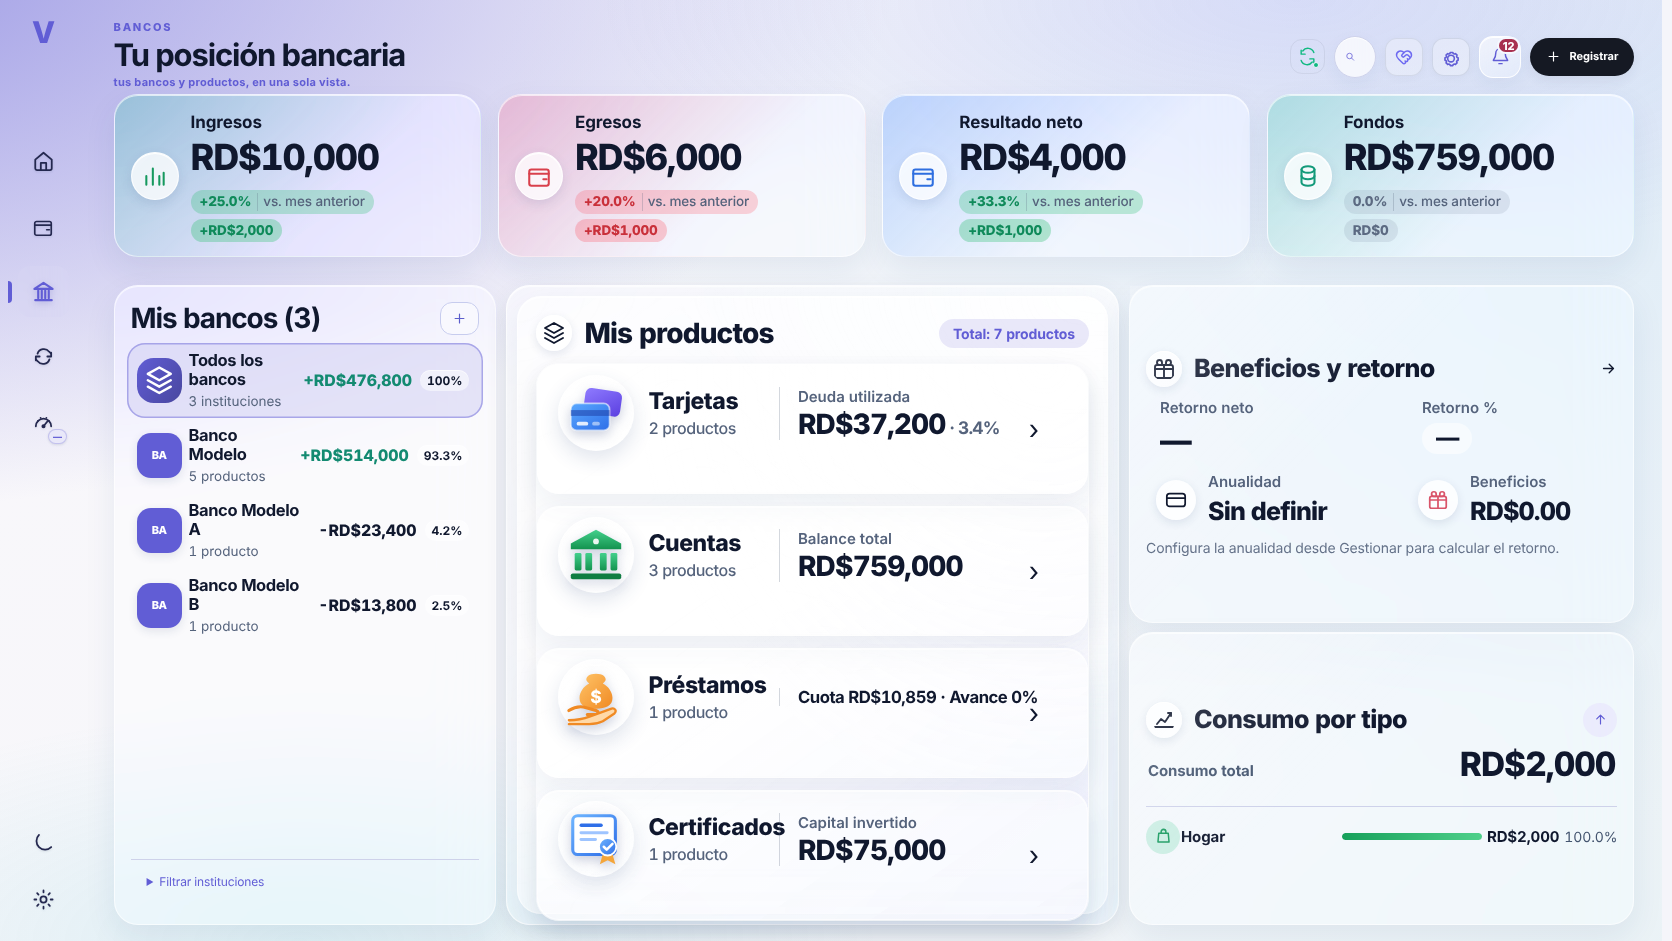 V
BANCOS
Tu posición bancaria
tus bancos y productos, en una sola vista.
12
Registrar
Ingresos
RD$10,000
+25.0% vs. mes anterior
+RD$2,000
Egresos
RD$6,000
+20.0% vs. mes anterior
+RD$1,000
Resultado neto
RD$4,000
+33.3% vs. mes anterior
+RD$1,000
Fondos
RD$759,000
0.0% vs. mes anterior
RD$0
Mis bancos (3)
Todos los bancos
3 instituciones
+RD$476,800 100%
BA
Banco Modelo
5 productos
+RD$514,000 93.3%
BA
Banco Modelo A
1 producto
-RD$23,400 4.2%
BA
Banco Modelo B
1 producto
-RD$13,800 2.5%
Filtrar instituciones
Mis productos
Total: 7 productos
Tarjetas
2 productos
Deuda utilizada
RD$37,200 · 3.4%
Cuentas
3 productos
Balance total
RD$759,000
Préstamos
1 producto
Cuota RD$10,859 · Avance 0%
Certificados
1 producto
Capital invertido
RD$75,000
Beneficios y retorno
Retorno neto
—
Retorno %
—
Anualidad
Sin definir
Beneficios
RD$0.00
Configura la anualidad desde Gestionar para calcular el retorno.
Consumo por tipo
Consumo total RD$2,000
Hogar RD$2,000 100.0%